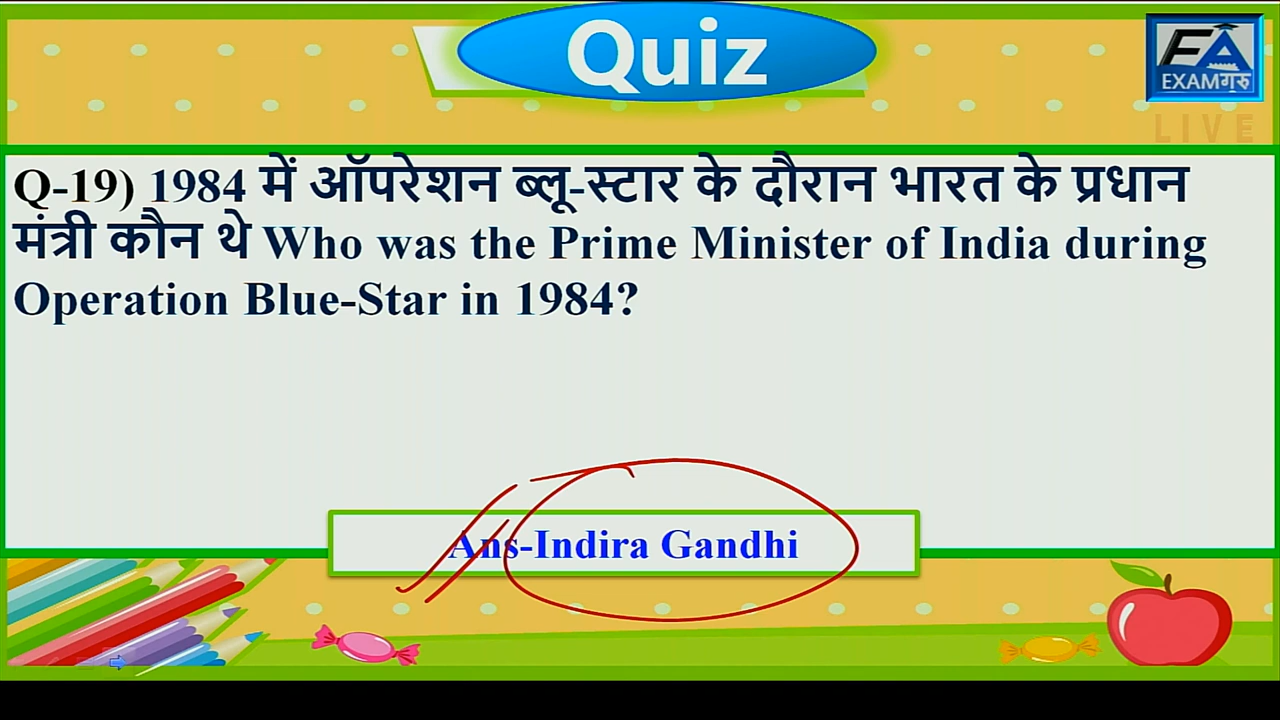 Quiz
EXAMगुरु
LIVE
Q-19) 1984 में ऑपरेशन ब्लू-स्टार के दौरान भारत के प्रधान
मंत्री कौन थे Who was the Prime Minister of India during
Operation Blue-Star in 1984?
Ans-Indira Gandhi